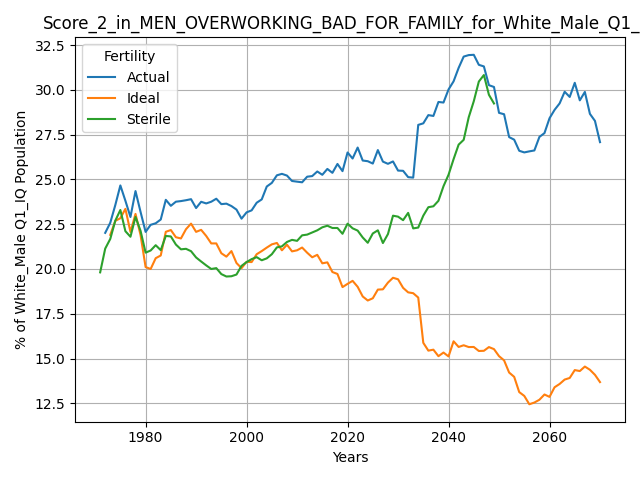 Score_2_in_MEN_OVERWORKING_BAD_FOR_FAMILY_for_White_Male_Q1_
Fertility
Actual
Ideal
Sterile
% of White_Male Q1_IQ Population
32.5
30.0
27.5
25.0
22.5
20.0
17.5
15.0
12.5
1980
2000
2020
2040
2060
Years